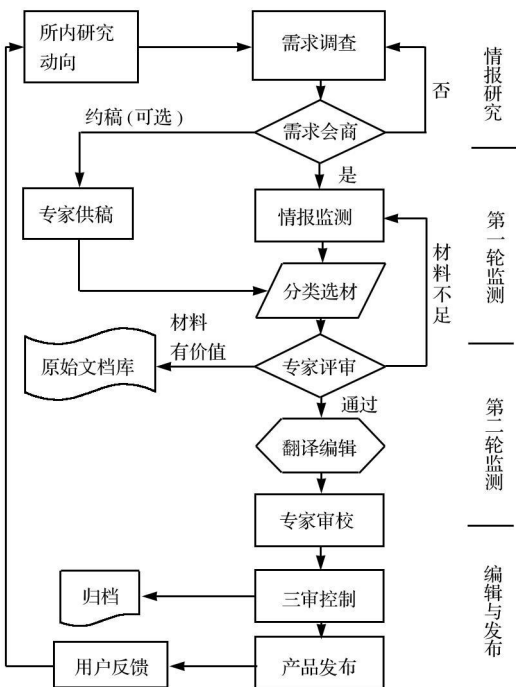 所内研究
动向
需求调查
情报研究
否
约稿(可选)
需求会商
是
专家供稿
情报监测
第一轮监测
材料不足
分类选材
材料
有价值
原始文档库
专家评审
通过
第二轮监测
翻译编辑
专家审校
归档
三审控制
编辑与发布
用户反馈
产品发布